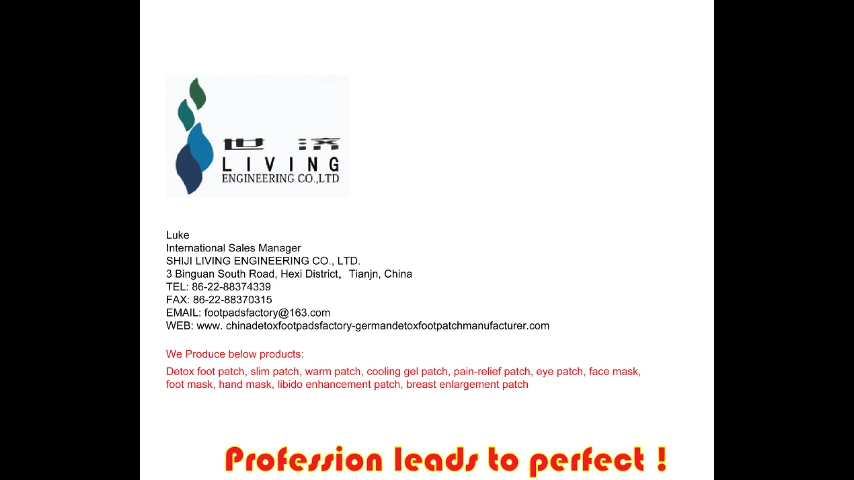 世济
LIVING
ENGINEERING CO.,LTD
Luke
International Sales Manager
SHIJI LIVING ENGINEERING CO., LTD.
3 Binguan South Road, Hexi District, Tianjn, China
TEL: 86-22-88374339
FAX: 86-22-88370315
EMAIL: footpadsfactory@163.com
WEB: www. chinadetoxfootpadsfactory-germandetoxfootpatchmanufacturer.com
We Produce below products:
Detox foot patch, slim patch, warm patch, cooling gel patch, pain-relief patch, eye patch, face mask,
foot mask, hand mask, libido enhancement patch, breast enlargement patch
Profession leads to perfect !